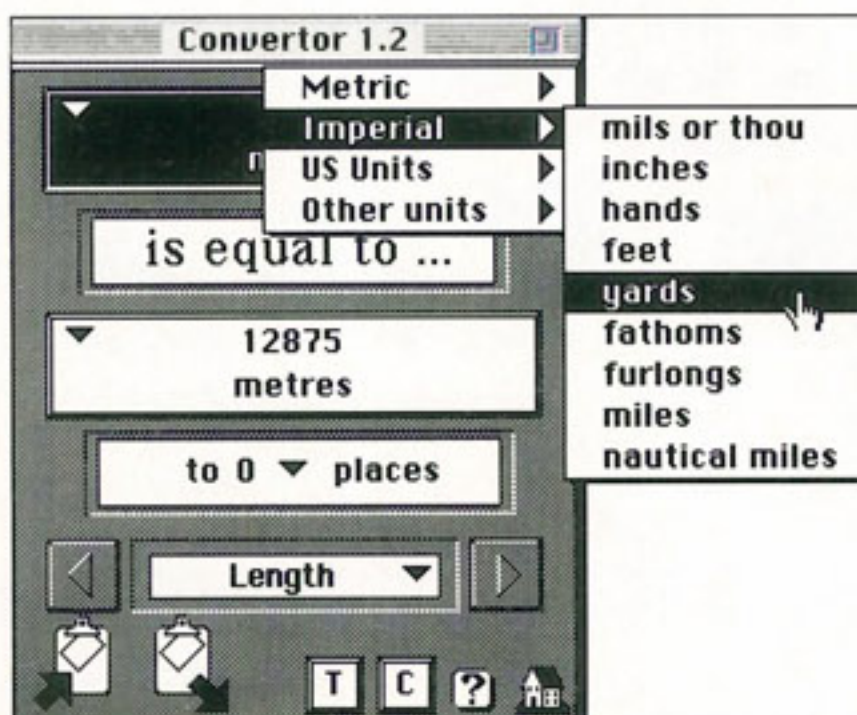 Convertor 1.2
Metric
Imperial
US Units
Other units
mils or thou
inches
hands
feet
yards
fathoms
furlongs
miles
nautical miles
is equal to ...
12875
metres
to 0 places
Length
T C ?